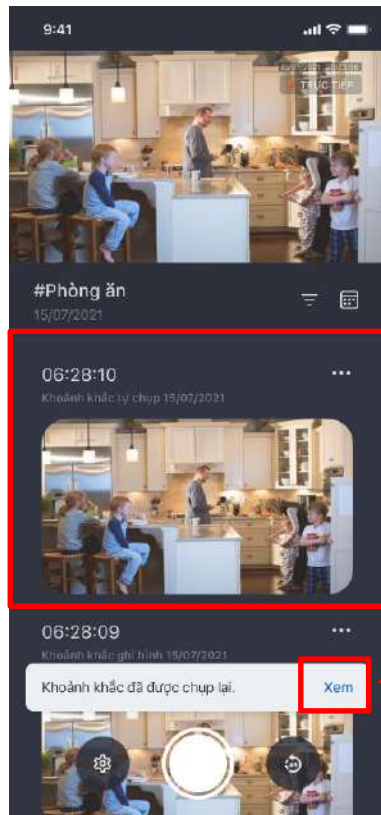 9:41
TRỰC TIẾP
#Phòng ăn
15/07/2021
06:28:10
Khoảnh khắc tự chụp 15/07/2021
06:28:09
Khoảnh khắc ghi hình 15/07/2021
Khoảnh khắc đã được chụp lại.
Xem